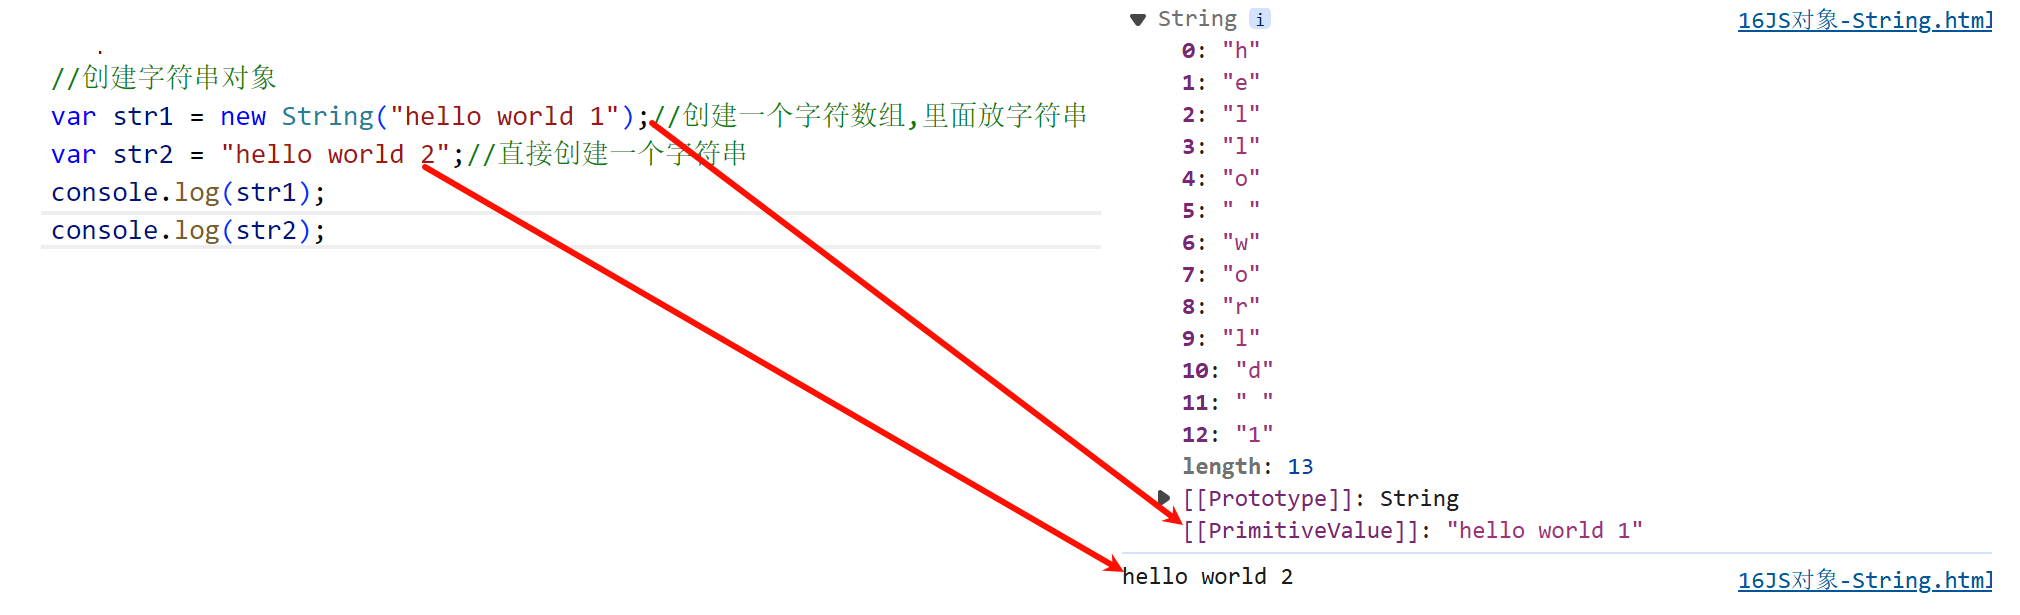 //创建字符串对象
var str1 = new String("hello world 1");//创建一个字符数组,里面放字符串
var str2 = "hello world 2";//直接创建一个字符串
console.log(str1);
console.log(str2);
String i
16JS对象-String.html
0: "h"
1: "e"
2: "l"
3: "l"
4: "o"
5: " "
6: "w"
7: "o"
8: "r"
9: "l"
10: "d"
11: " "
12: "1"
length: 13
[[Prototype]]: String
[[PrimitiveValue]]: "hello world 1"
hello world 2
16JS对象-String.html